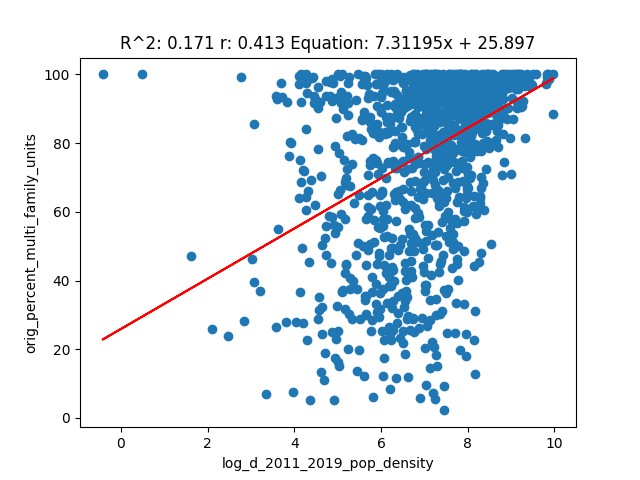 R^2: 0.171 r: 0.413 Equation: 7.31195x + 25.897
100
80
60
40
20
0
orig_percent_multi_family_units
0 2 4 6 8 10
log_d_2011_2019_pop_density